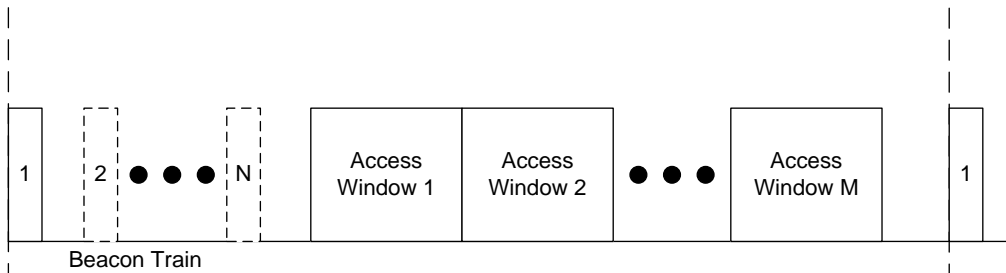 1
2
N
Access
Window 1
Access
Window 2
Access
Window M
1
Beacon Train